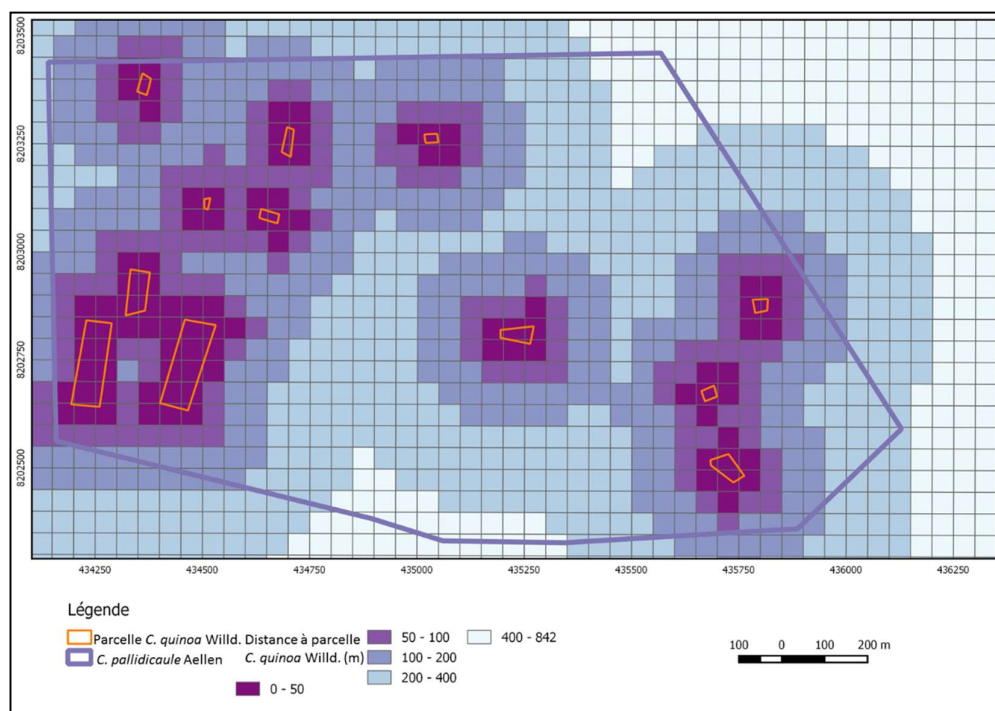 8203500
8203250
8203000
8202750
8202500
434250 434500 434750 435000 435250 435500 435750 436000 436250
Légende
Parcelle C. quinoa Willd. Distance à parcelle 50 - 100 400 - 842
C. pallidicaule Aellen C. quinoa Willd. (m) 100 - 200
200 - 400
0 - 50
100 0 100 200 m